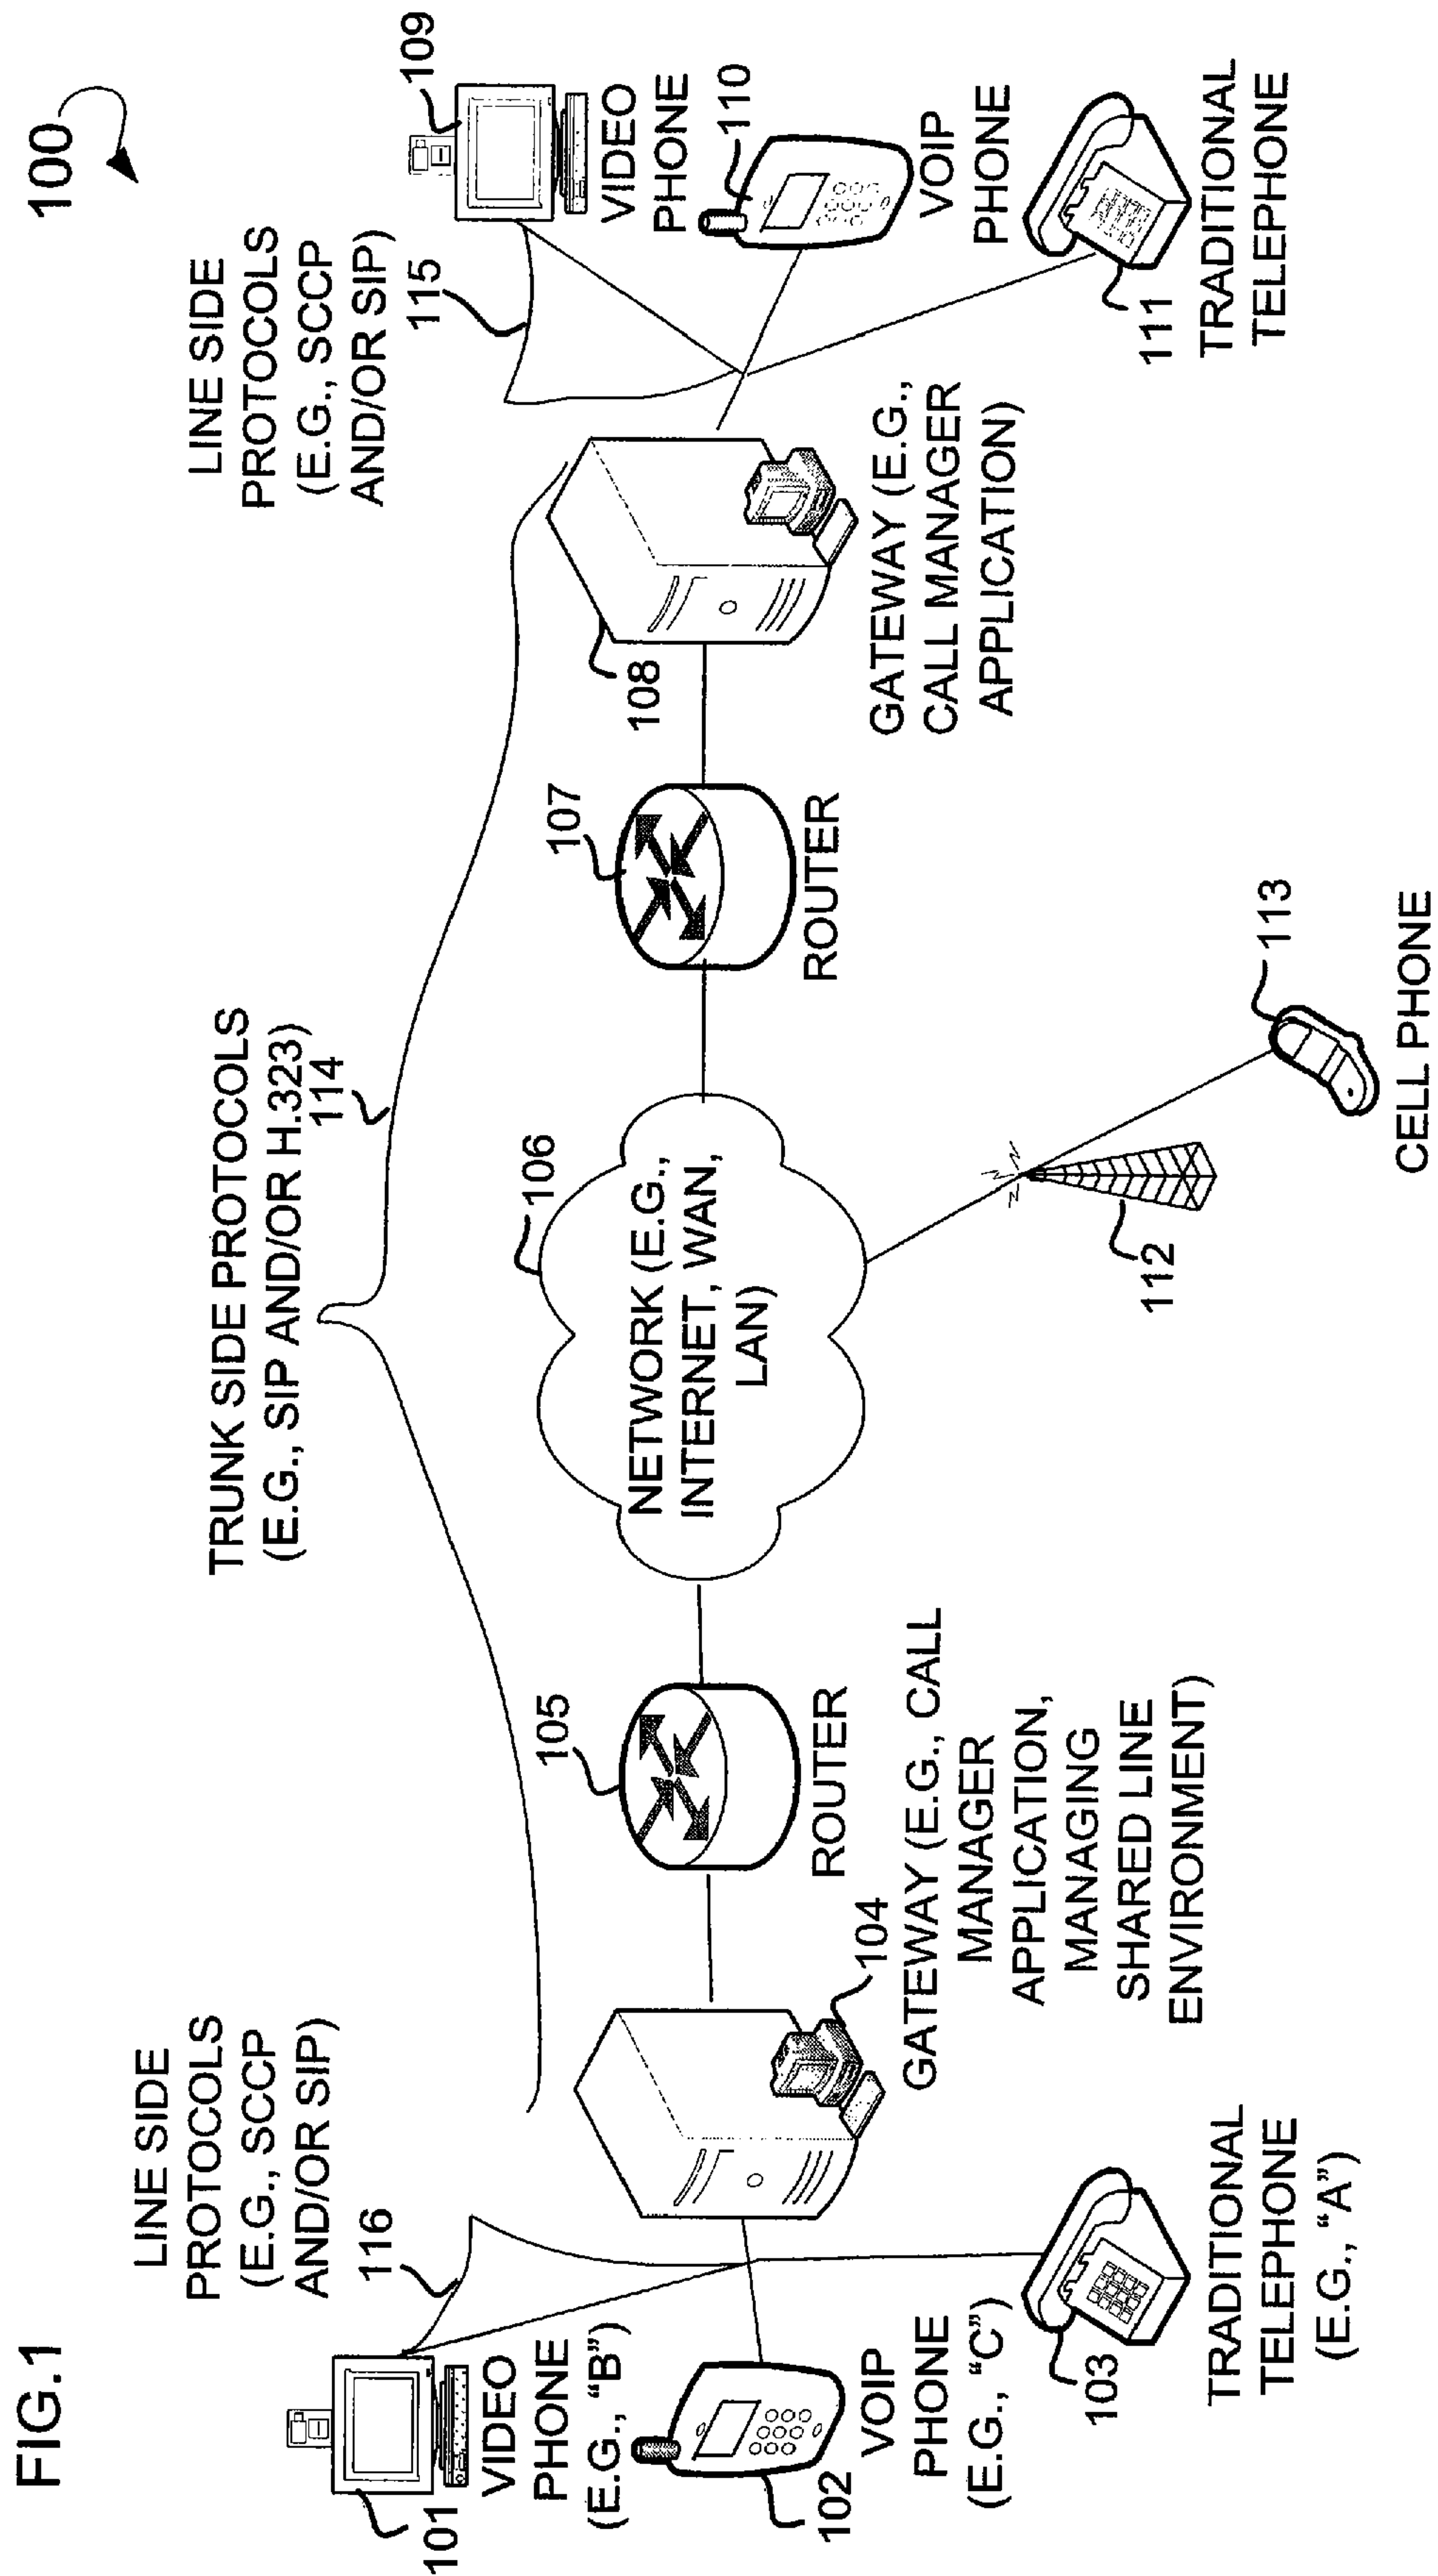 FIG.1
100
LINE SIDE
PROTOCOLS
(E.G., SCCP
AND/OR SIP)
116
TRUNK SIDE PROTOCOLS
(E.G., SIP AND/OR H.323)
114
LINE SIDE
PROTOCOLS
(E.G., SCCP
AND/OR SIP)
115
101
VIDEO
PHONE
(E.G., “B”)
102
VOIP
PHONE
(E.G., “C”)
103
TRADITIONAL
TELEPHONE
(E.G., “A”)
104
GATEWAY (E.G., CALL
MANAGER
APPLICATION,
MANAGING
SHARED LINE
ENVIRONMENT)
105
ROUTER
106
NETWORK (E.G.,
INTERNET, WAN,
LAN)
112
113
CELL PHONE
107
ROUTER
108
GATEWAY (E.G.,
CALL MANAGER
APPLICATION)
109
VIDEO
PHONE
110
VOIP
PHONE
111
TRADITIONAL
TELEPHONE